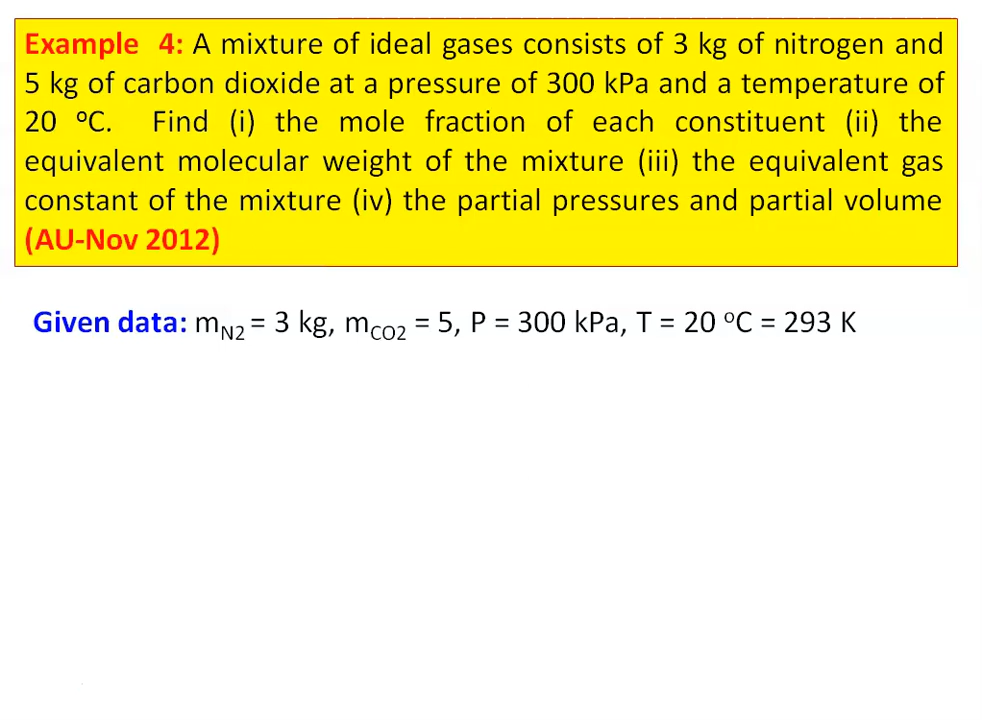 Example 4: A mixture of ideal gases consists of 3 kg of nitrogen and
5 kg of carbon dioxide at a pressure of 300 kPa and a temperature of
20 ºC. Find (i) the mole fraction of each constituent (ii) the
equivalent molecular weight of the mixture (iii) the equivalent gas
constant of the mixture (iv) the partial pressures and partial volume
(AU-Nov 2012)
Given data: mN2 = 3 kg, mCO2 = 5, P = 300 kPa, T = 20 ºC = 293 K